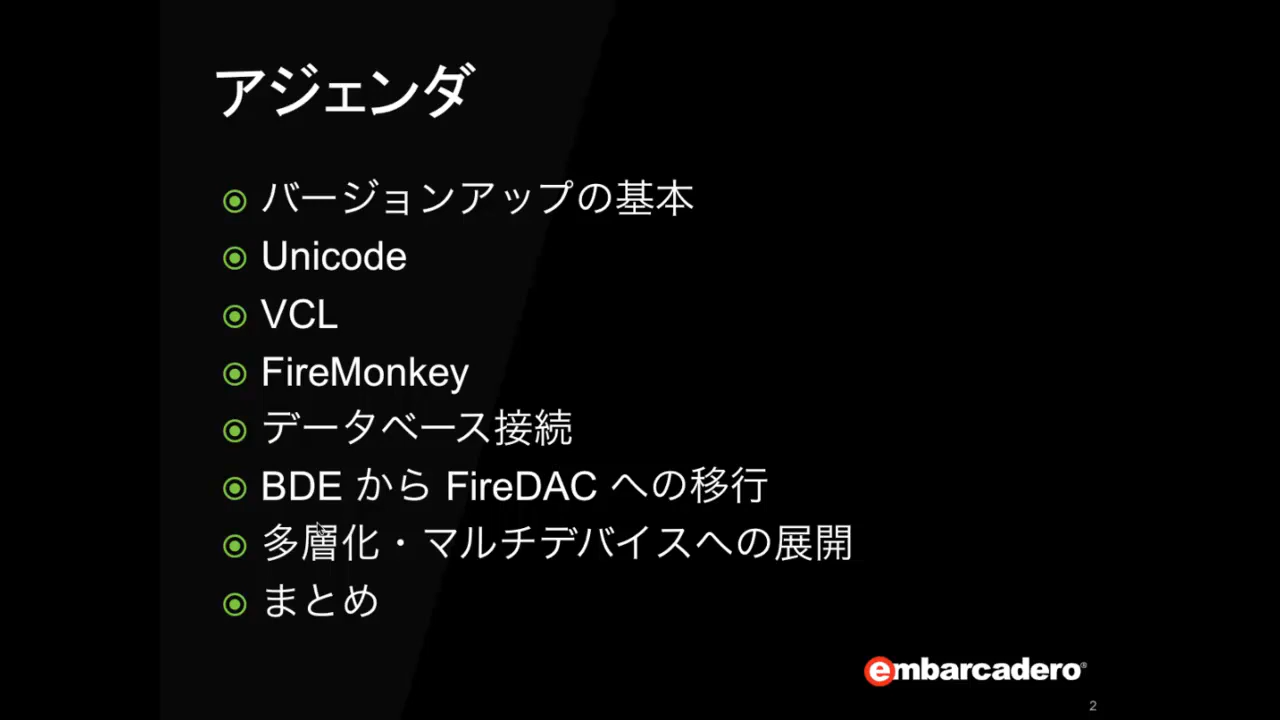 アジェンダ
バージョンアップの基本
Unicode
VCL
FireMonkey
データベース接続
BDE から FireDAC への移行
多層化・マルチデバイスへの展開
まとめ
embarcadero®
2